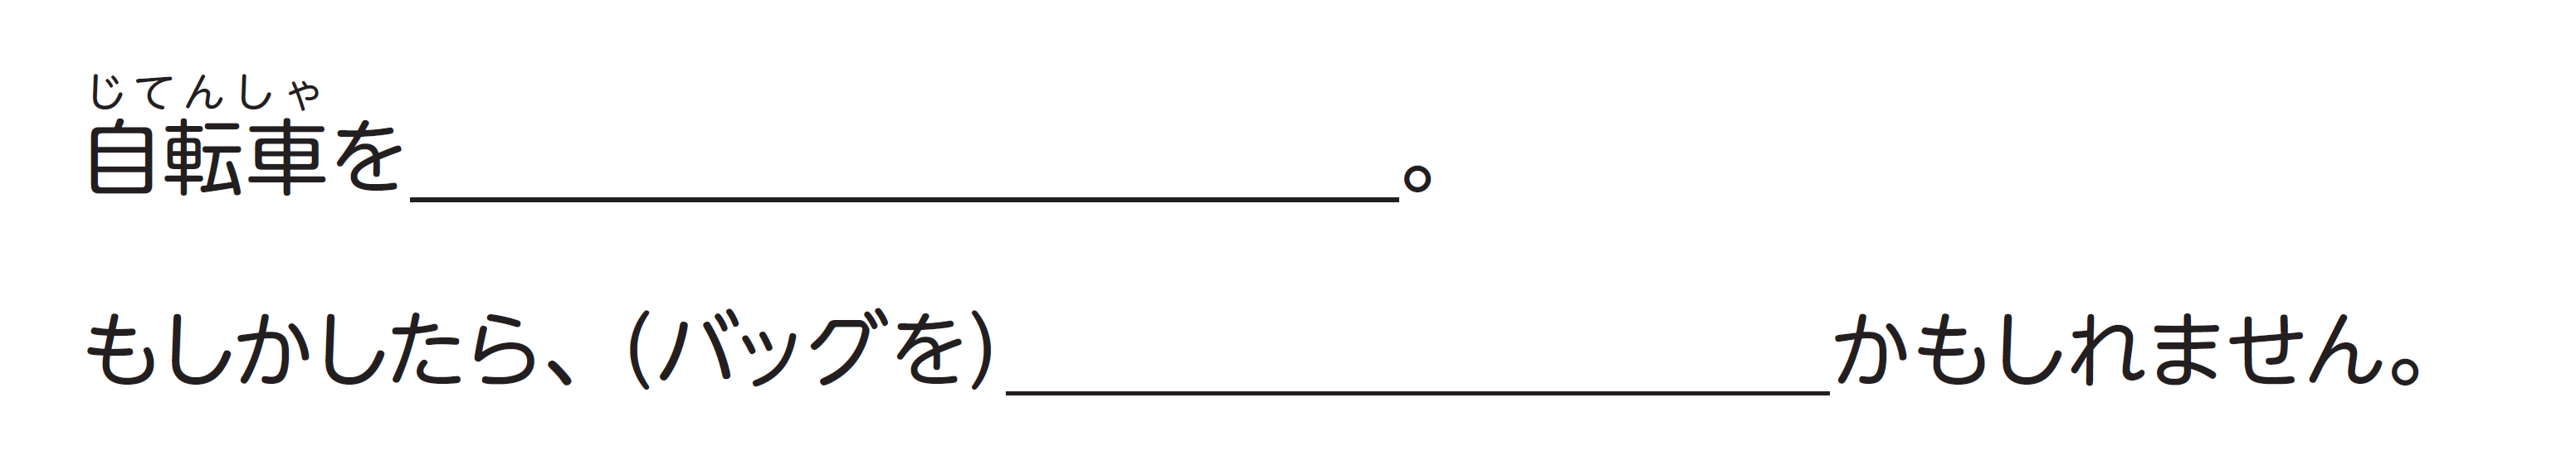 じてんしゃ
自転車を＿＿＿＿＿＿＿＿＿＿＿＿。
もしかしたら、(バッグを)＿＿＿＿＿＿＿＿＿＿かもしれません。